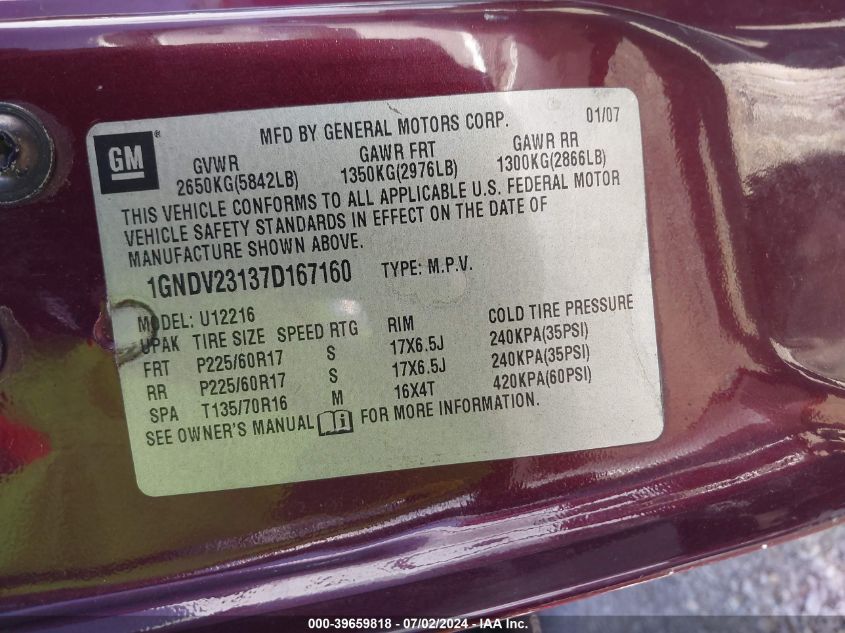 GM
MFD BY GENERAL MOTORS CORP. 01/07
GVWR GAWR FRT GAWR RR
2650KG(5842LB) 1350KG(2976LB) 1300KG(2866LB)
THIS VEHICLE CONFORMS TO ALL APPLICABLE U.S. FEDERAL MOTOR
VEHICLE SAFETY STANDARDS IN EFFECT ON THE DATE OF
MANUFACTURE SHOWN ABOVE.
1GNDV23137D167160 TYPE: M.P.V.
MODEL: U12216
UPAK TIRE SIZE SPEED RTG RIM COLD TIRE PRESSURE
FRT P225/60R17 S 17X6.5J 240KPA(35PSI)
RR P225/60R17 S 17X6.5J 240KPA(35PSI)
SPA T135/70R16 M 16X4T 420KPA(60PSI)
SEE OWNER'S MANUAL FOR MORE INFORMATION.
000-39659818 - 07/02/2024 - IAA Inc.